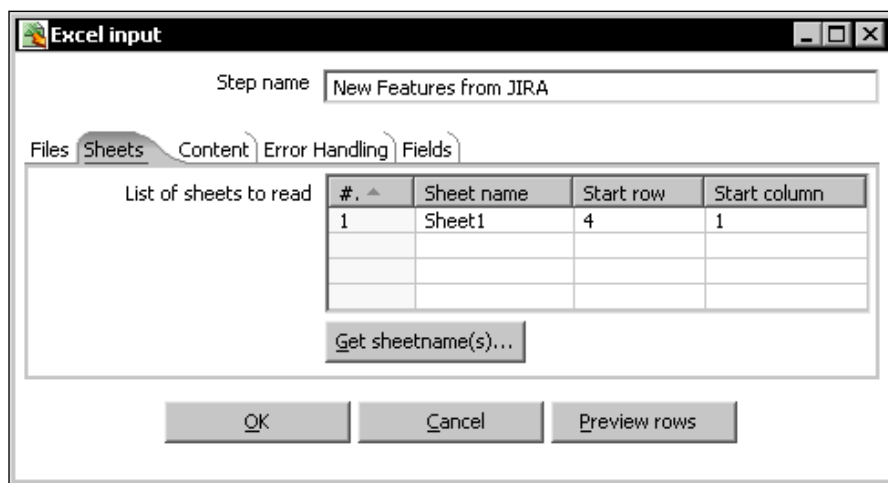 Excel input
Step name New Features from JIRA
Files Sheets Content Error Handling Fields
List of sheets to read #. Sheet name Start row Start column
1 Sheet1 4 1
Get sheetname(s)...
OK Cancel Preview rows